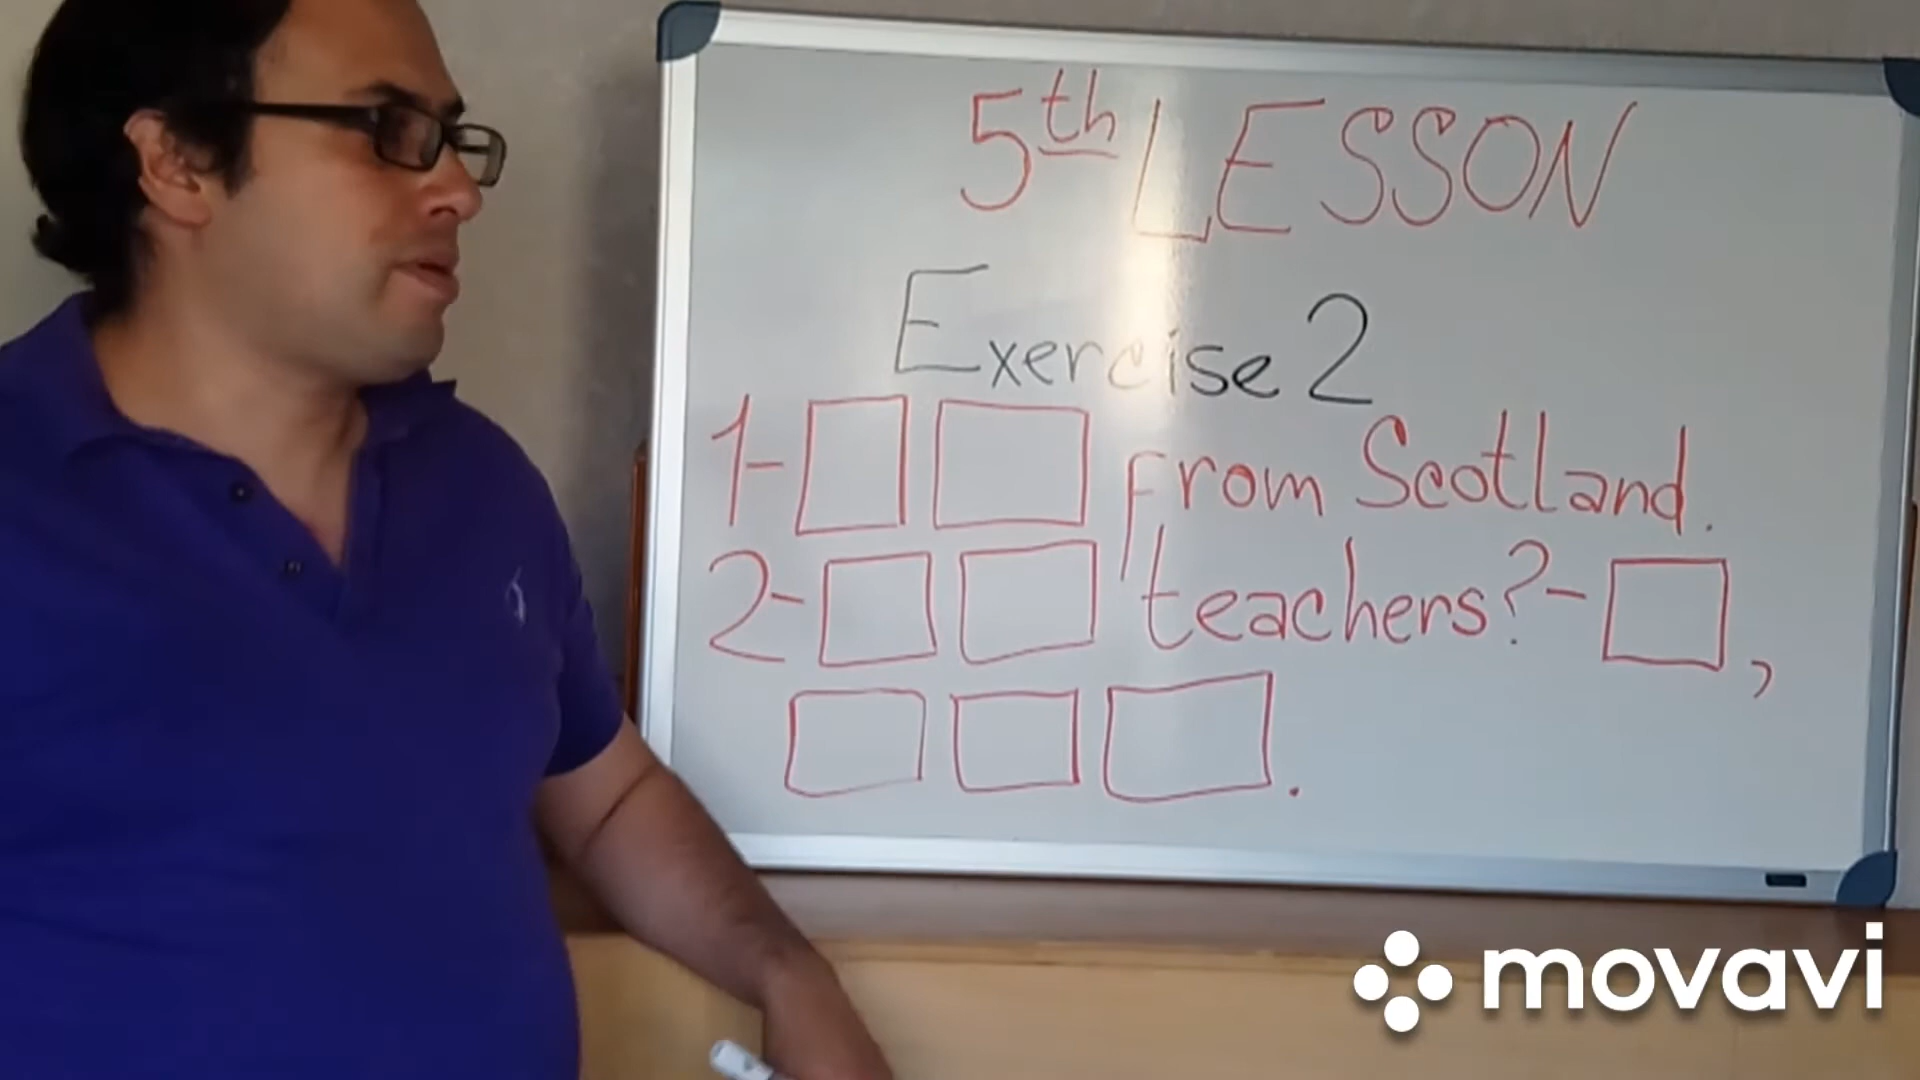 5th LESSON
Exercise 2
1- from Scotland.
2- teachers?- ,
.
movavi